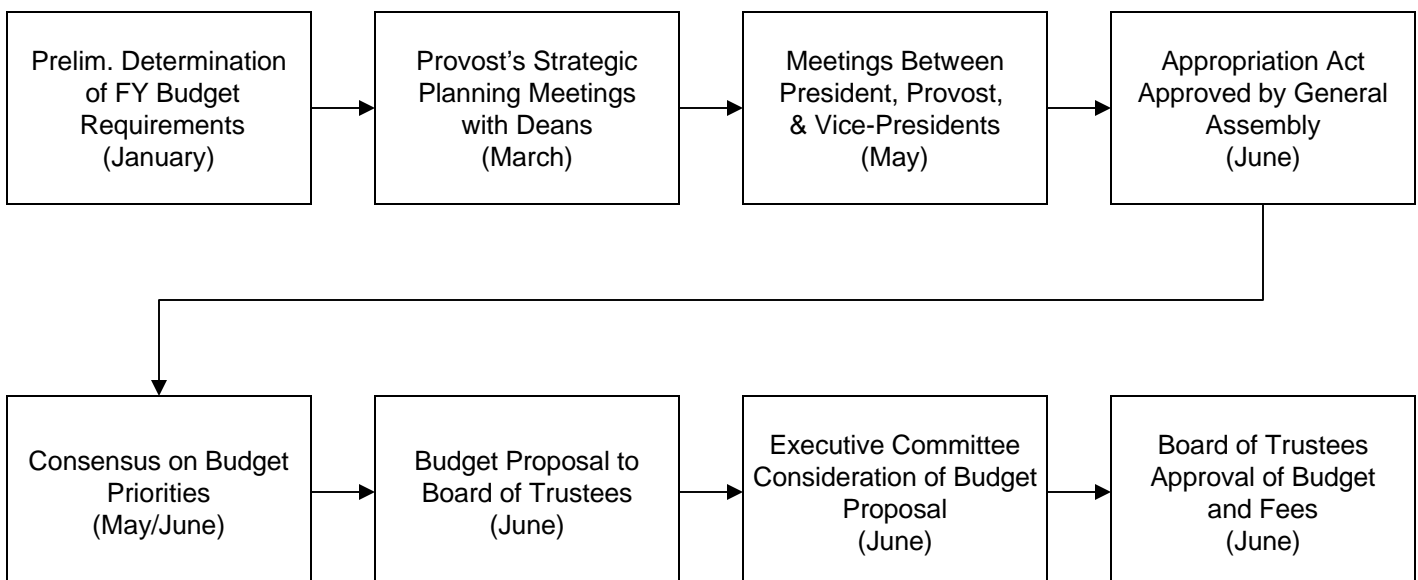 Prelim. Determination
of FY Budget
Requirements
(January)
Provost's Strategic
Planning Meetings
with Deans
(March)
Meetings Between
President, Provost,
& Vice-Presidents
(May)
Appropriation Act
Approved by General
Assembly
(June)
Consensus on Budget
Priorities
(May/June)
Budget Proposal to
Board of Trustees
(June)
Executive Committee
Consideration of Budget
Proposal
(June)
Board of Trustees
Approval of Budget
and Fees
(June)